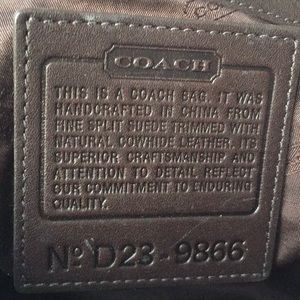 COACH
THIS IS A COACH BAG. IT WAS
HANDCRAFTED IN CHINA FROM
FINE SPLIT SUEDE TRIMMED WITH
NATURAL COWHIDE LEATHER. ITS
SUPERIOR CRAFTSMANSHIP AND
ATTENTION TO DETAIL REFLECT
OUR COMMITMENT TO ENDURING
QUALITY.
Nº D23-9866